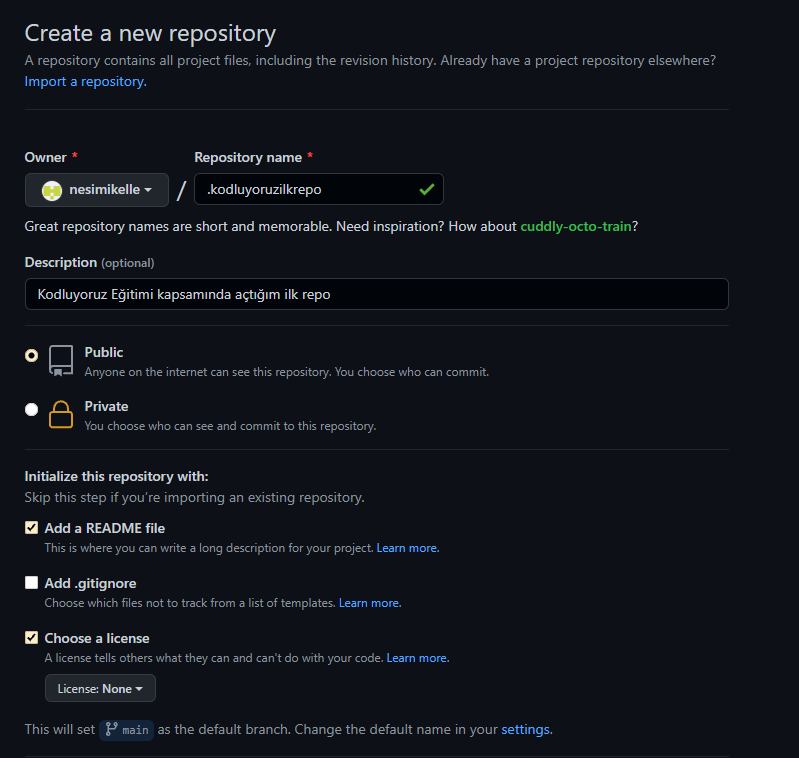 Create a new repository
A repository contains all project files, including the revision history. Already have a project repository elsewhere?
Import a repository.
Owner * Repository name *
nesimikelle / .kodluyoruzilkrepo
Great repository names are short and memorable. Need inspiration? How about cuddly-octo-train?
Description (optional)
Kodluyoruz Eğitimi kapsamında açtığım ilk repo
Public
Anyone on the internet can see this repository. You choose who can commit.
Private
You choose who can see and commit to this repository.
Initialize this repository with:
Skip this step if you're importing an existing repository.
Add a README file
This is where you can write a long description for your project. Learn more.
Add .gitignore
Choose which files not to track from a list of templates. Learn more.
Choose a license
A license tells others what they can and can't do with your code. Learn more.
License: None
This will set main as the default branch. Change the default name in your settings.